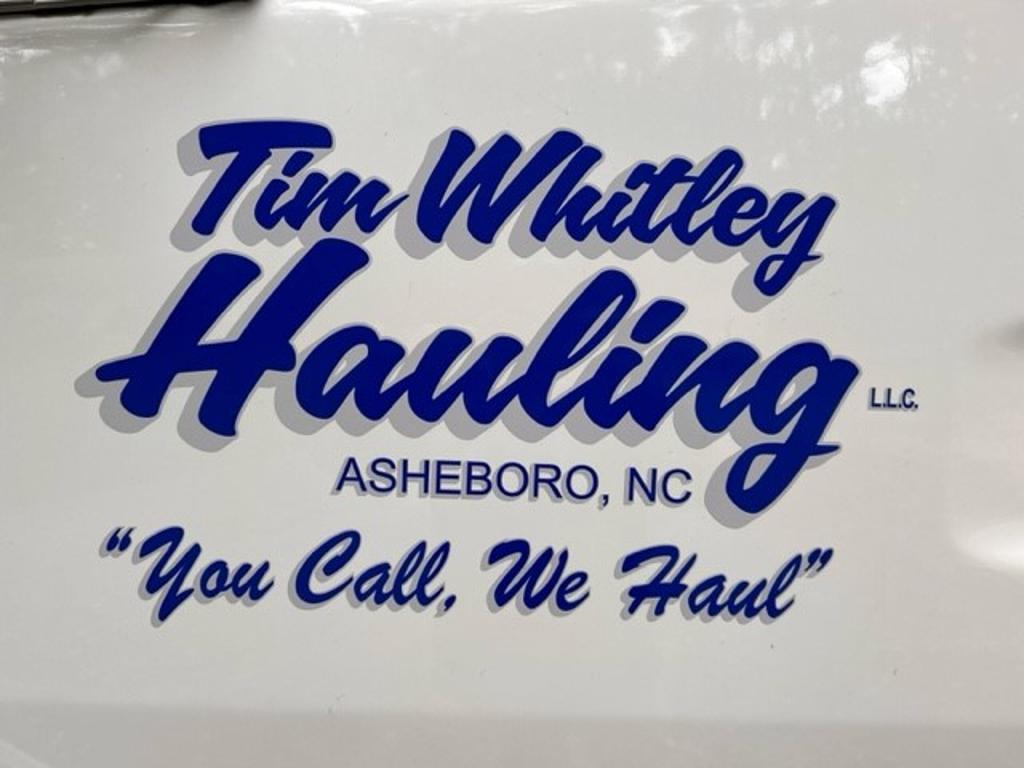 Tim Whitley
Hauling L.L.C.
ASHEBORO, NC
“You Call, We Haul”